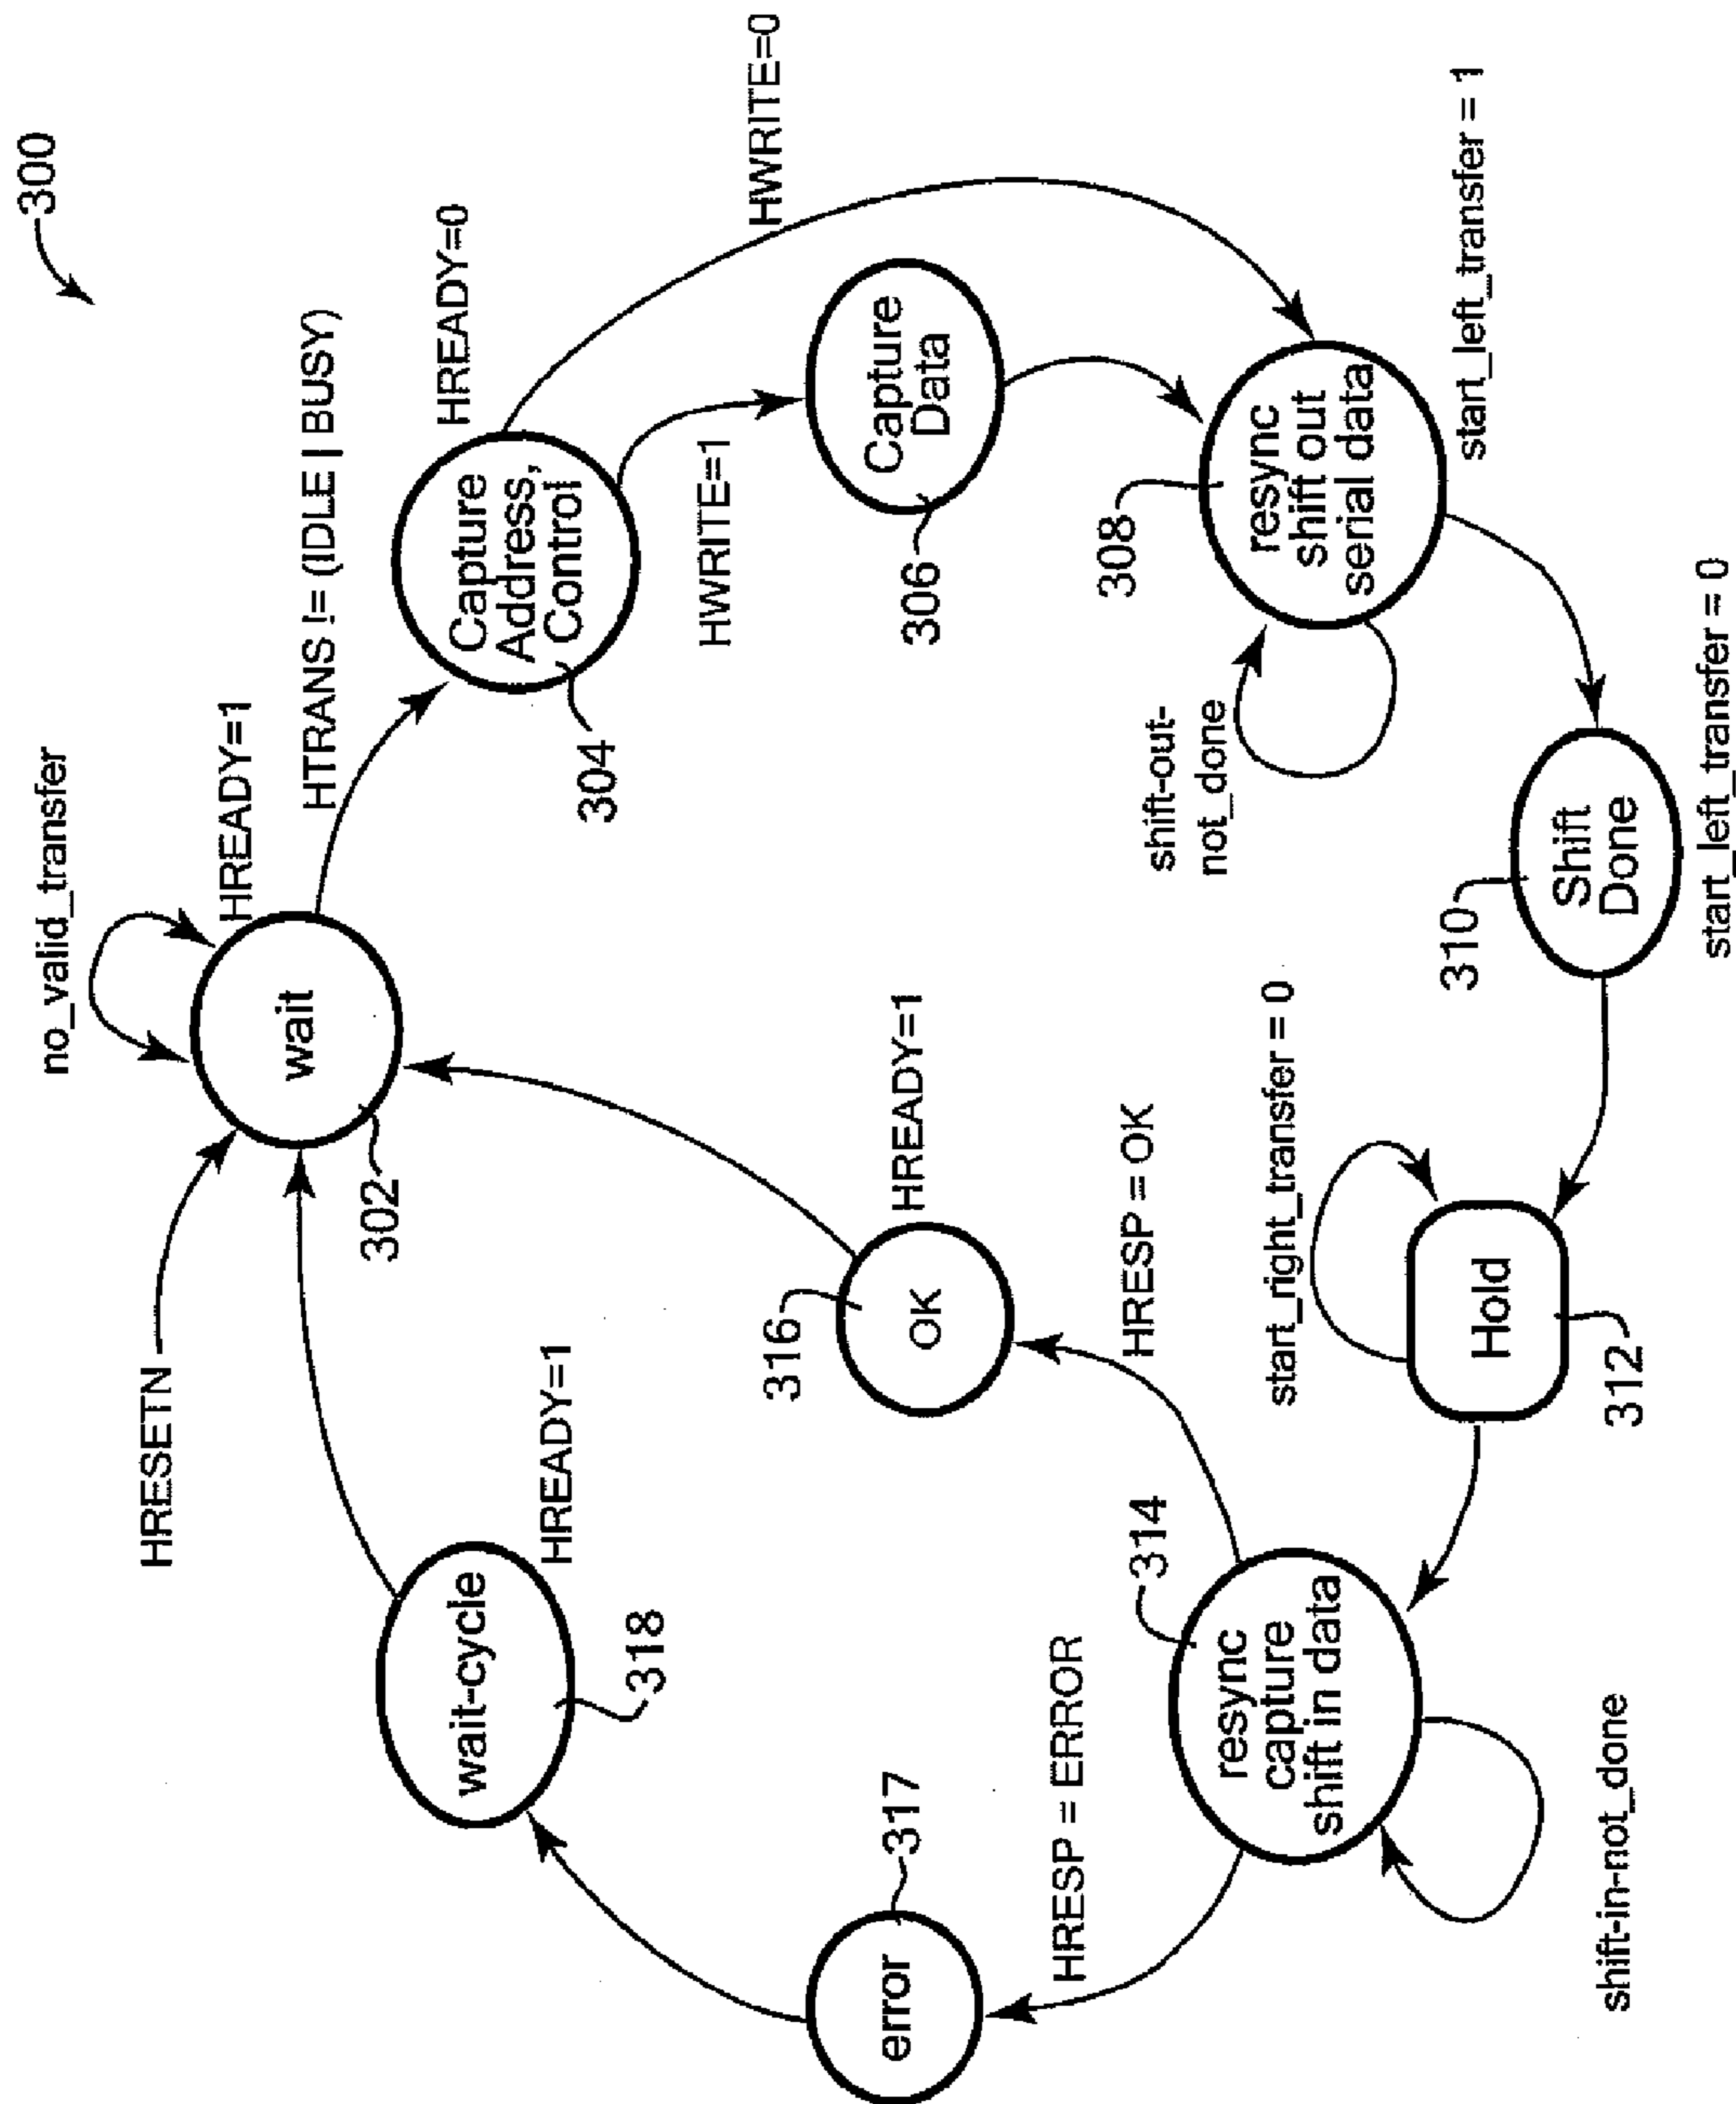 300
no_valid_transfer
HREADY=1
HRESETN
wait
302
HTRANS != (IDLE | BUSY)
HREADY=0
Capture
Address,
Control
304
HWRITE=0
HWRITE=1
Capture
Data
306
resync
shift out
serial data
308
start_left_transfer = 1
shift-out-
not_done
Shift
Done
310
start_left_transfer = 0
start_right_transfer = 0
Hold
312
resync
capture
shift in data
314
shift-in-not_done
HRESP = OK
OK
316
HREADY=1
HRESP = ERROR
error
317
wait-cycle
318
HREADY=1